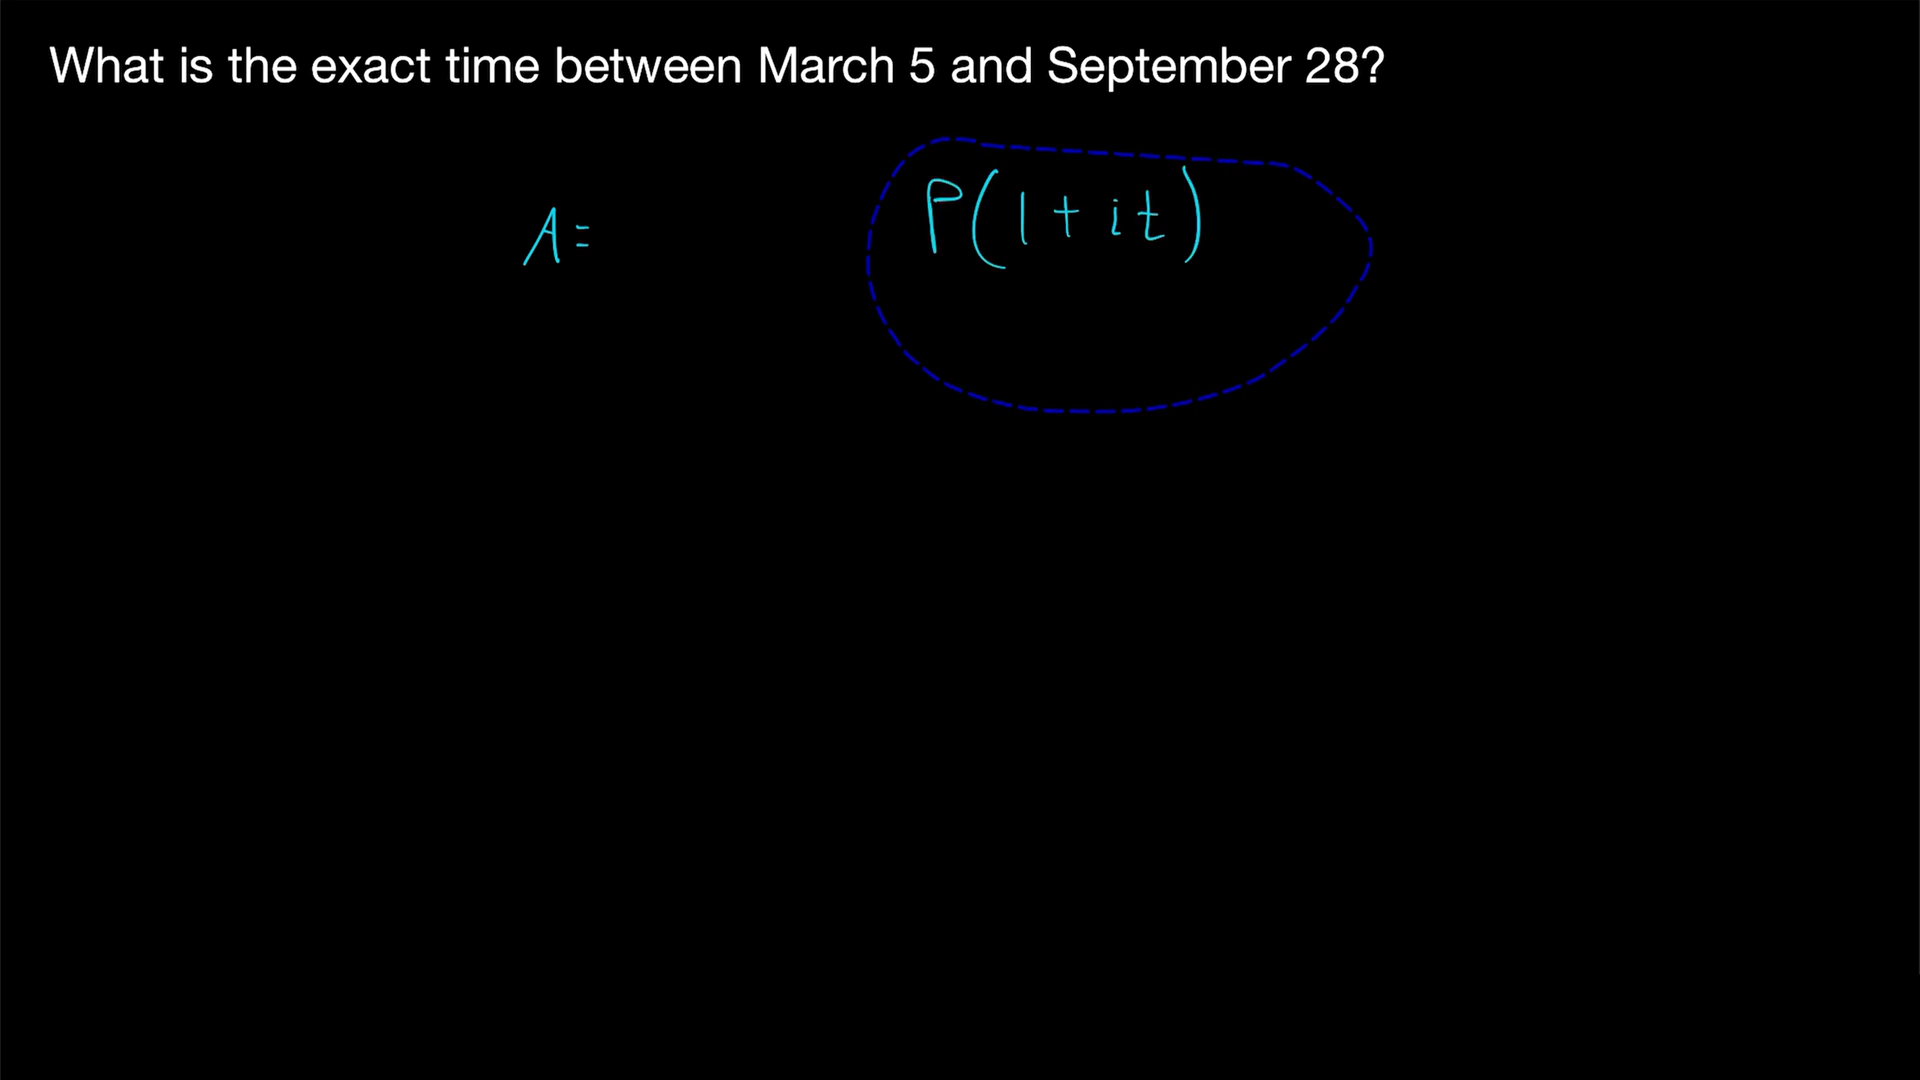 What is the exact time between March 5 and September 28?
A= P(1+it)